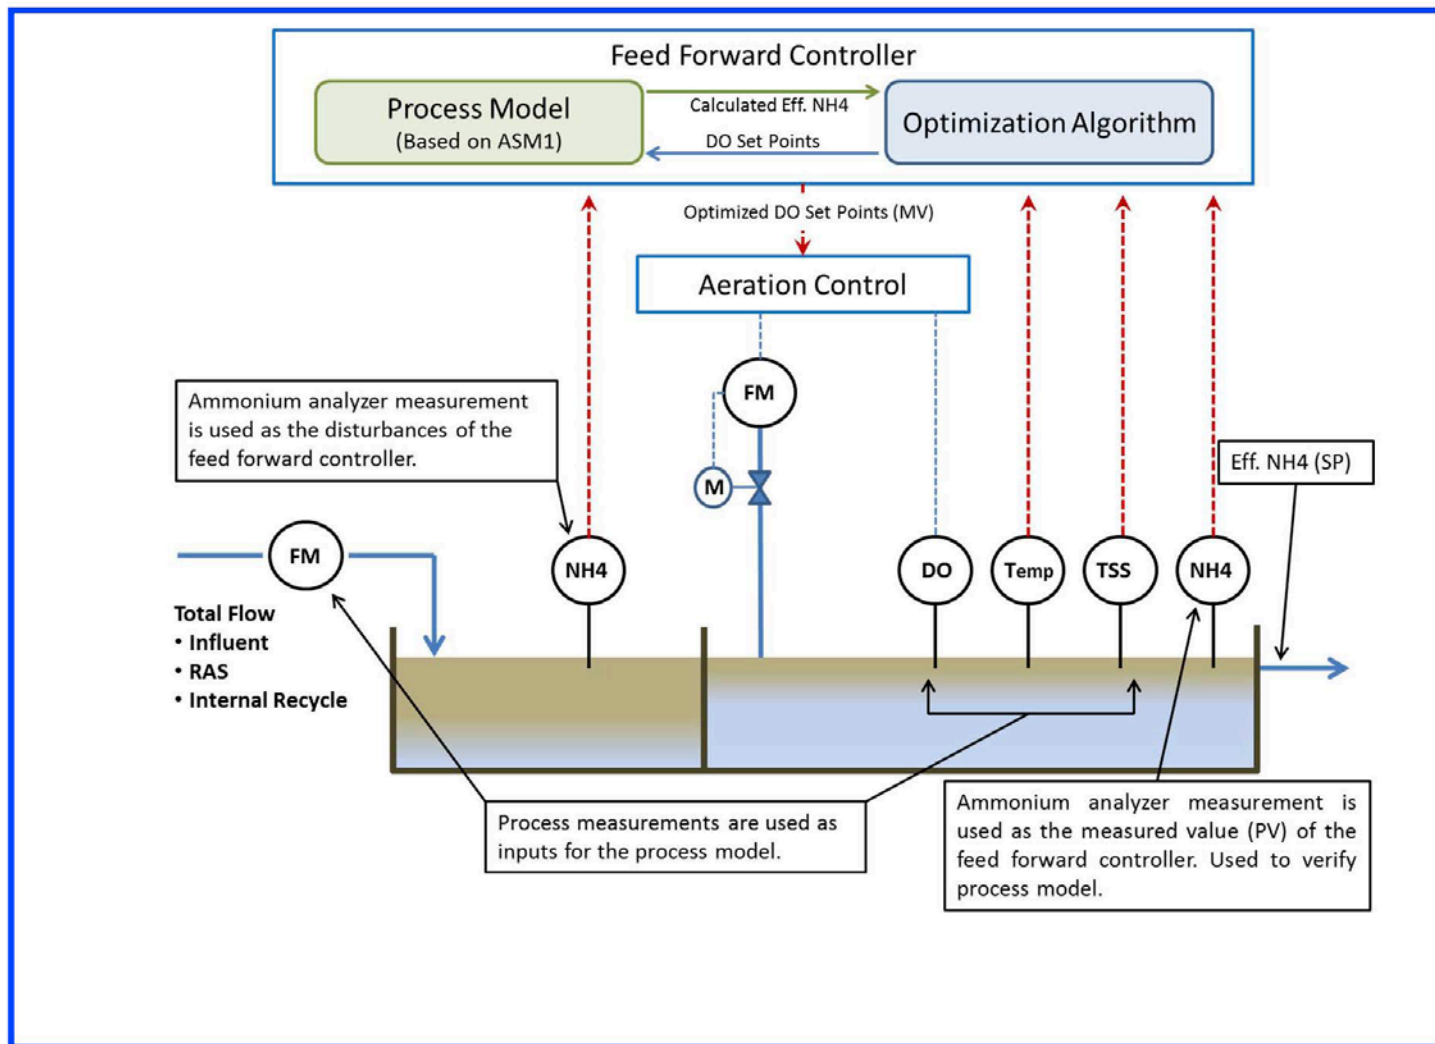 Feed Forward Controller
Process Model
(Based on ASM1)
Calculated Eff. NH4
DO Set Points
Optimization Algorithm
Optimized DO Set Points (MV)
Aeration Control
FM
M
Ammonium analyzer measurement
is used as the disturbances of the
feed forward controller.
Eff. NH4 (SP)
FM
NH4
DO
Temp
TSS
NH4
Total Flow
• Influent
• RAS
• Internal Recycle
Process measurements are used as
inputs for the process model.
Ammonium analyzer measurement is
used as the measured value (PV) of the
feed forward controller. Used to verify
process model.